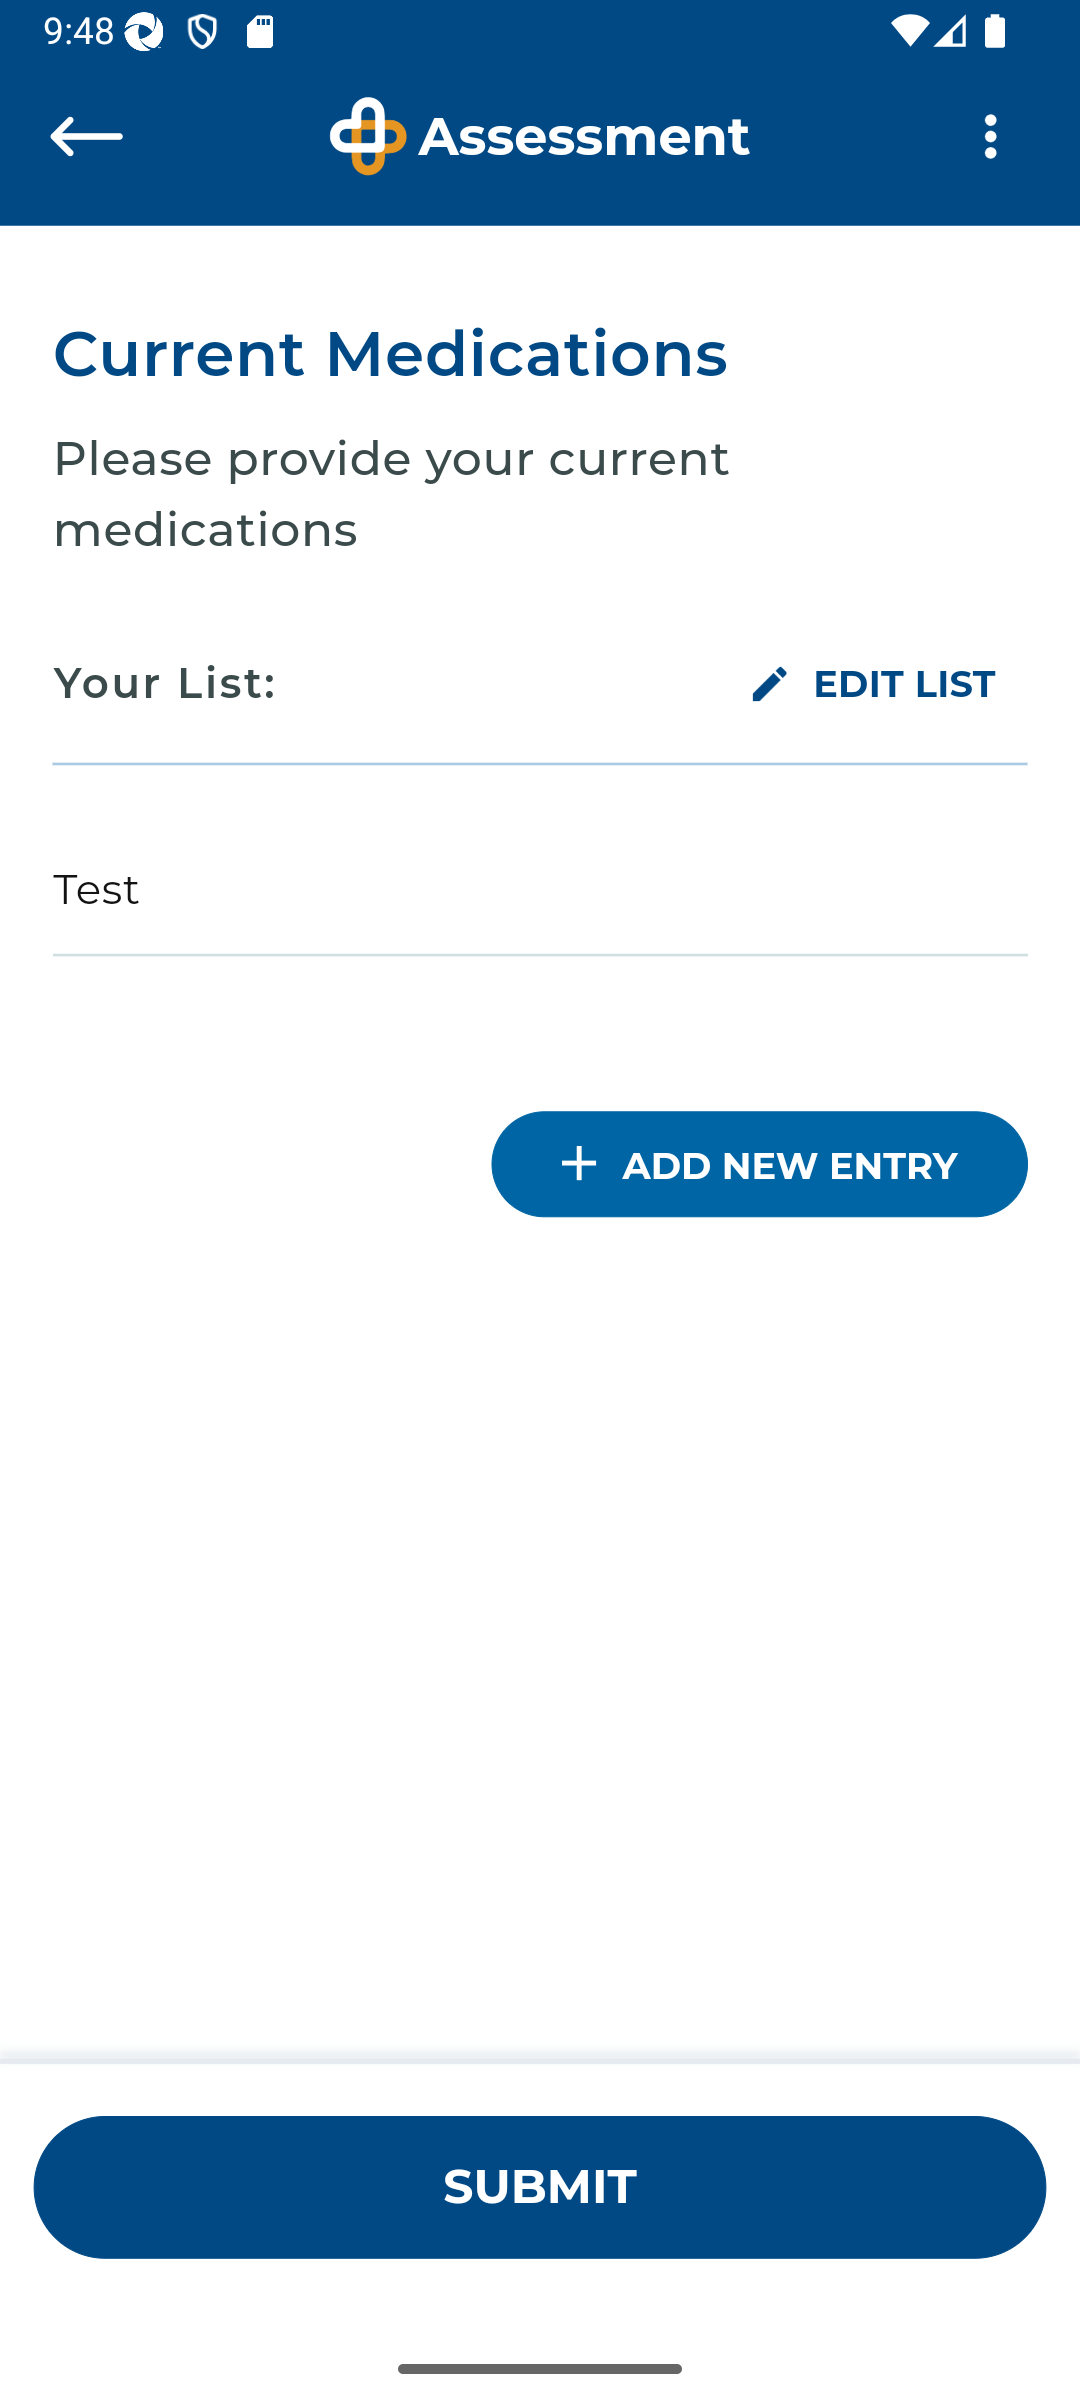 9:48
Assessment
Current Medications
Please provide your current
medications
Your List:
EDIT LIST
Test
ADD NEW ENTRY
SUBMIT